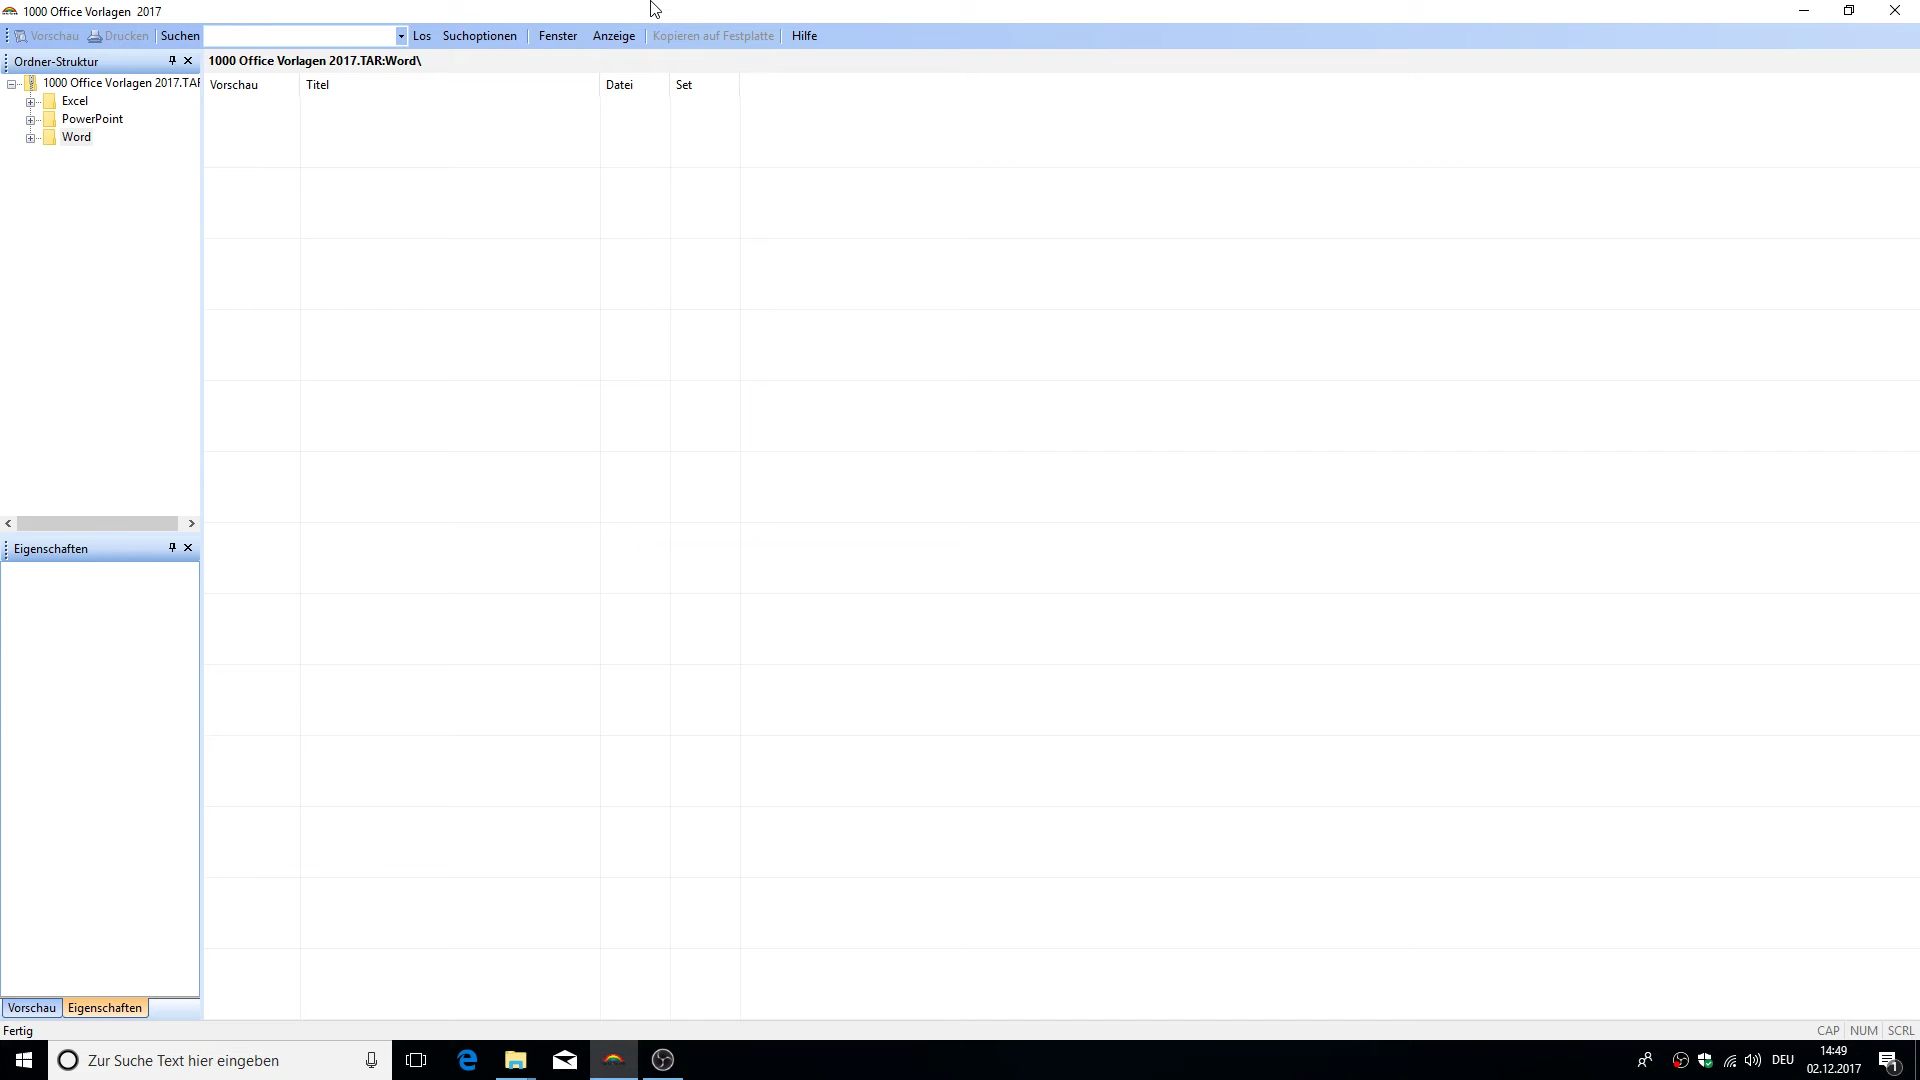 1000 Office Vorlagen  2017
Vorschau Drucken Suchen Los Suchoptionen Fenster Anzeige Kopieren auf Festplatte Hilfe
Ordner-Struktur
1000 Office Vorlagen 2017.TAR:Word\
1000 Office Vorlagen 2017.TAR
Vorschau Titel Datei Set
Excel
PowerPoint
Word
Eigenschaften
Vorschau Eigenschaften
Fertig
CAP NUM SCRL
Zur Suche Text hier eingeben
DEU
14:49
02.12.2017
1